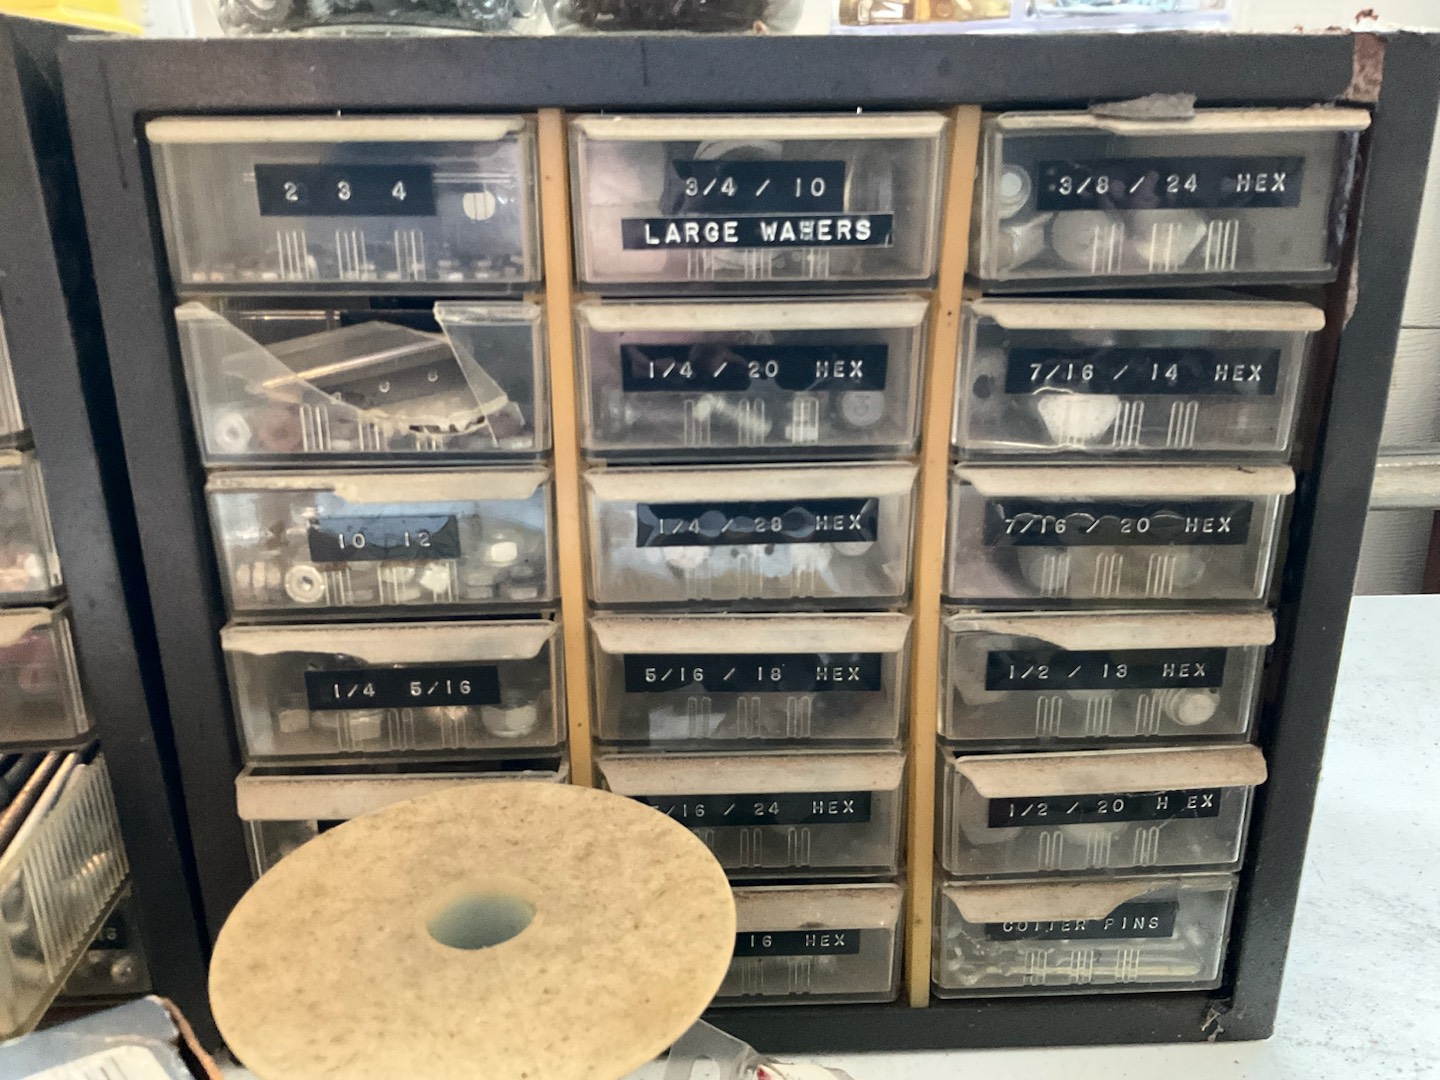 2 3 4
3/4 / 10
LARGE WAHERS
3/8 / 24 HEX
1/4 / 20 HEX
7/16 / 14 HEX
10 12
1/4 / 28 HEX
7/16 / 20 HEX
1/4 5/16
5/16 / 18 HEX
1/2 / 13 HEX
/16 / 24 HEX
1/2 / 20 H EX
16 HEX
COTTER PINS